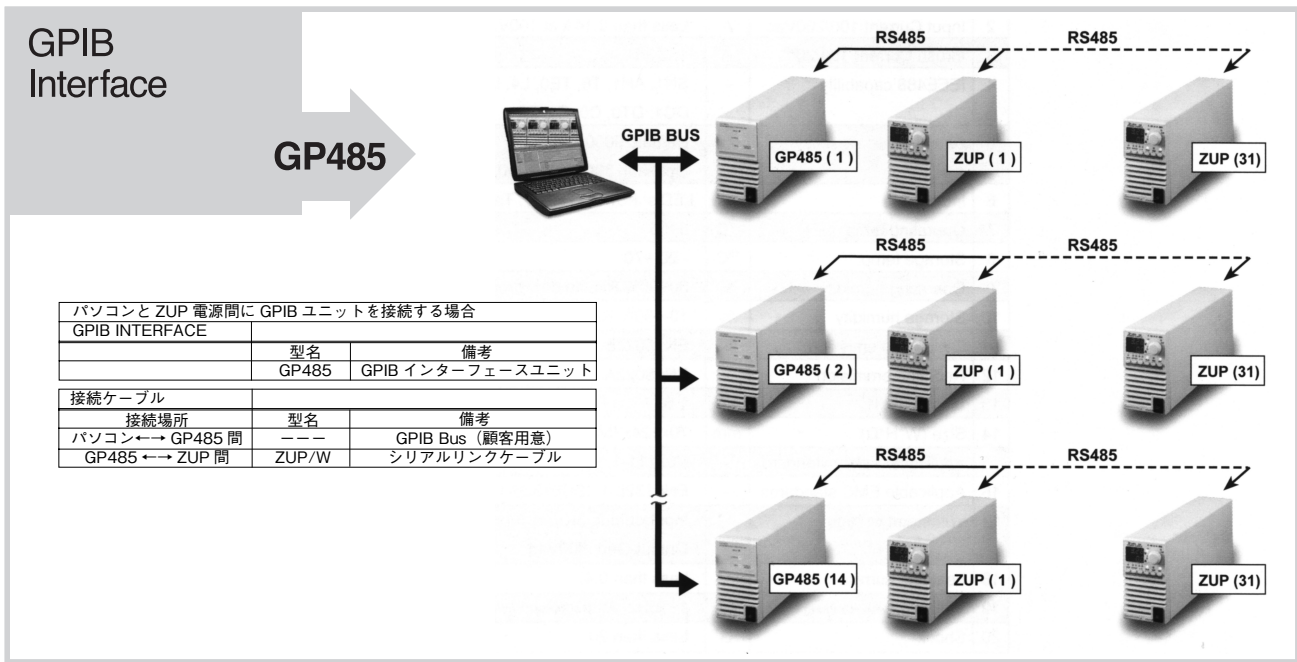 GPIB
Interface
GP485
GPIB BUS
RS485 RS485
GP485 ( 1 ) ZUP ( 1 ) ZUP (31)
RS485 RS485
GP485 ( 2 ) ZUP ( 1 ) ZUP (31)
RS485 RS485
GP485 (14 ) ZUP ( 1 ) ZUP (31)
パソコンと ZUP 電源間に GPIB ユニットを接続する場合
GPIB INTERFACE
型名 備考
GP485 GPIB インターフェースユニット
接続ケーブル
接続場所 型名 備考
パソコン←→ GP485 間 ーーー GPIB Bus（顧客用意）
GP485 ←→ ZUP 間 ZUP/W シリアルリンクケーブル